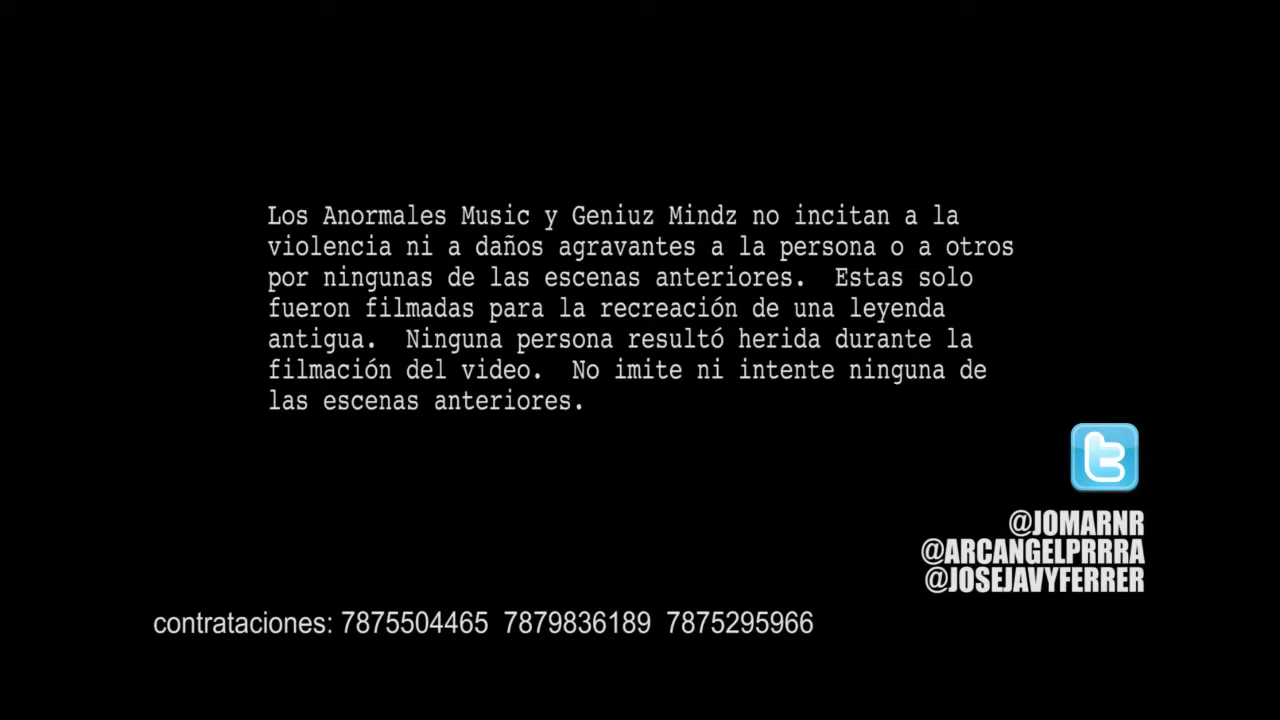 Los Anormales Music y Geniuz Mindz no incitan a la
violencia ni a daños agravantes a la persona o a otros
por ningunas de las escenas anteriores.  Estas solo
fueron filmadas para la recreación de una leyenda
antigua.  Ninguna persona resultó herida durante la
filmación del video.  No imite ni intente ninguna de
las escenas anteriores.
@JOMARNR
@ARCANGELPRRRA
@JOSEJAVYFERRER
contrataciones: 7875504465  7879836189  7875295966